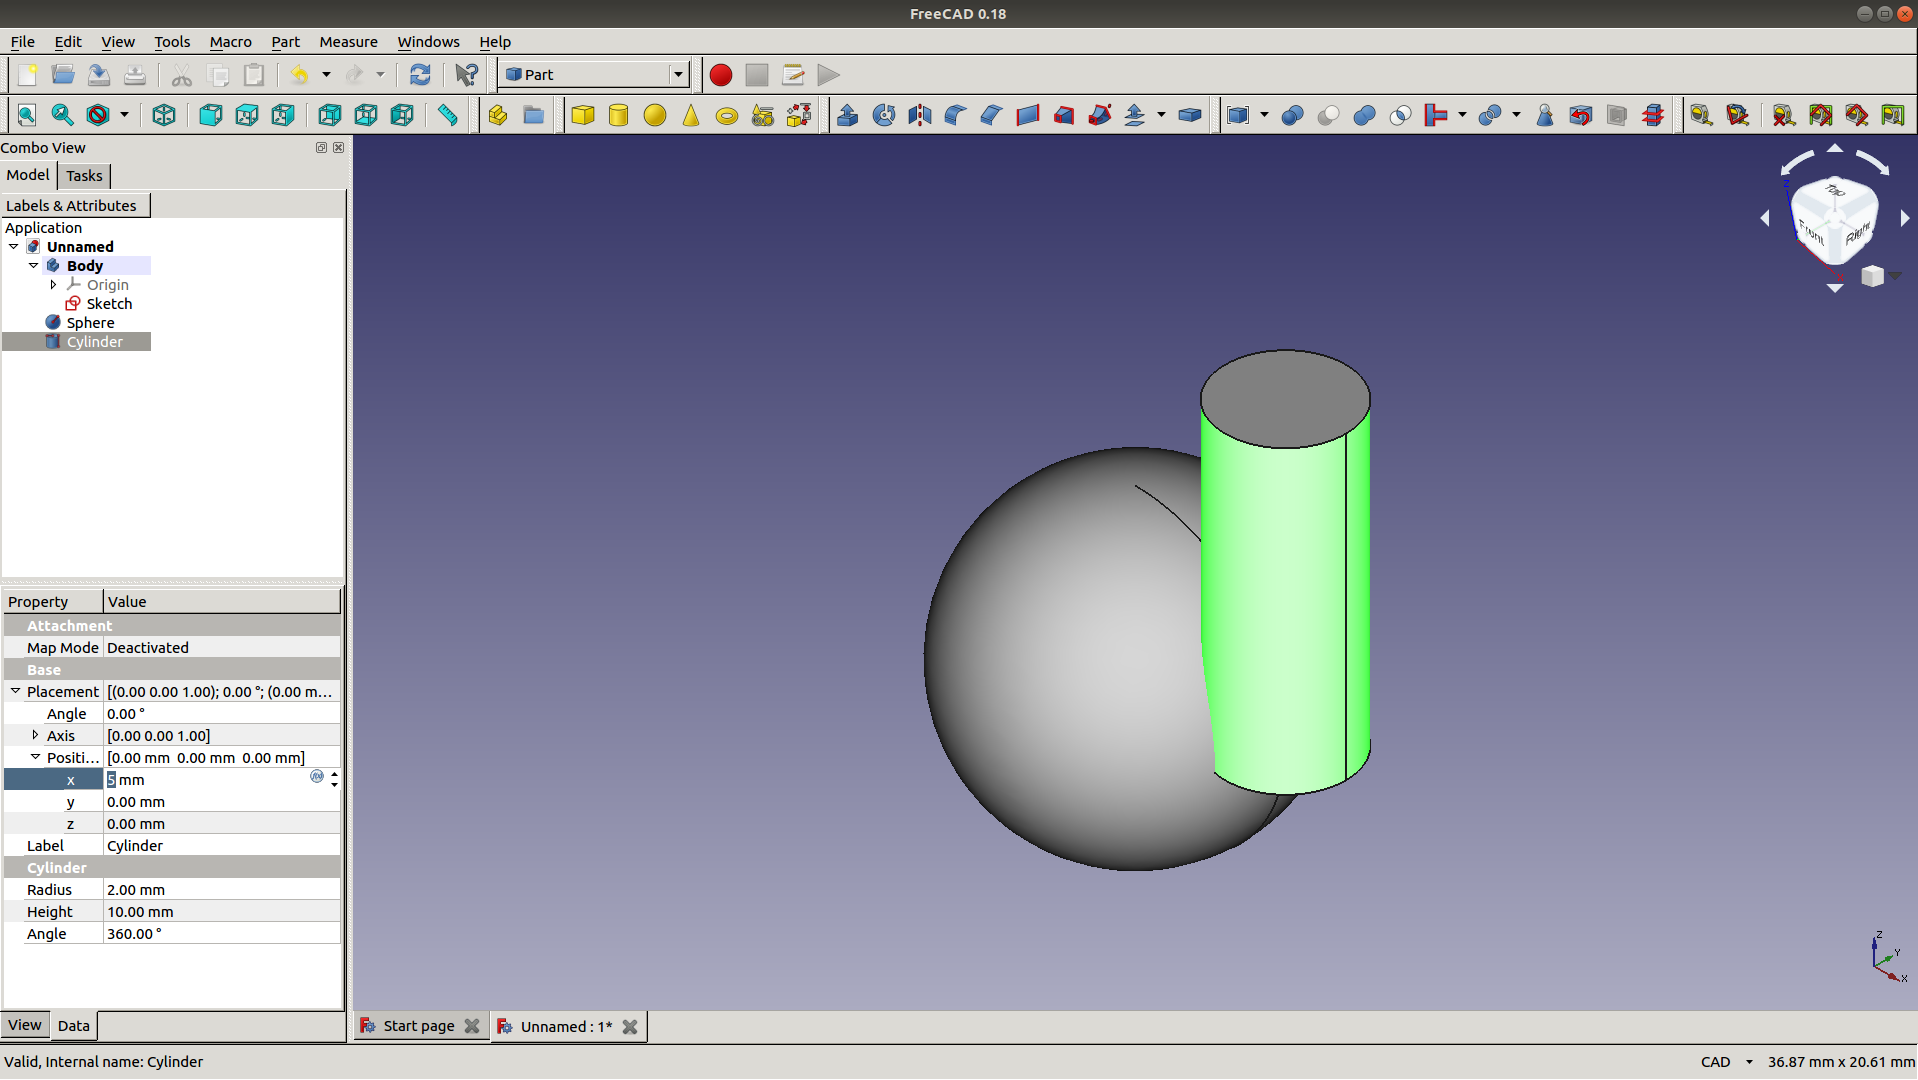 FreeCAD 0.18
File Edit View Tools Macro Part Measure Windows Help
Part
Combo View
Model Tasks
Labels & Attributes
Application
Unnamed
Body
Origin
Sketch
Sphere
Cylinder
Property Value
Attachment
Map Mode Deactivated
Base
Placement [(0.00 0.00 1.00); 0.00 °; (0.00 m...
Angle 0.00 °
Axis [0.00 0.00 1.00]
Positi... [0.00 mm 0.00 mm 0.00 mm]
x 5 mm
y 0.00 mm
z 0.00 mm
Label Cylinder
Cylinder
Radius 2.00 mm
Height 10.00 mm
Angle 360.00 °
View Data
Top
Front Right
Z
X
Z
Y
X
Start page Unnamed : 1*
Valid, Internal name: Cylinder
CAD 36.87 mm x 20.61 mm